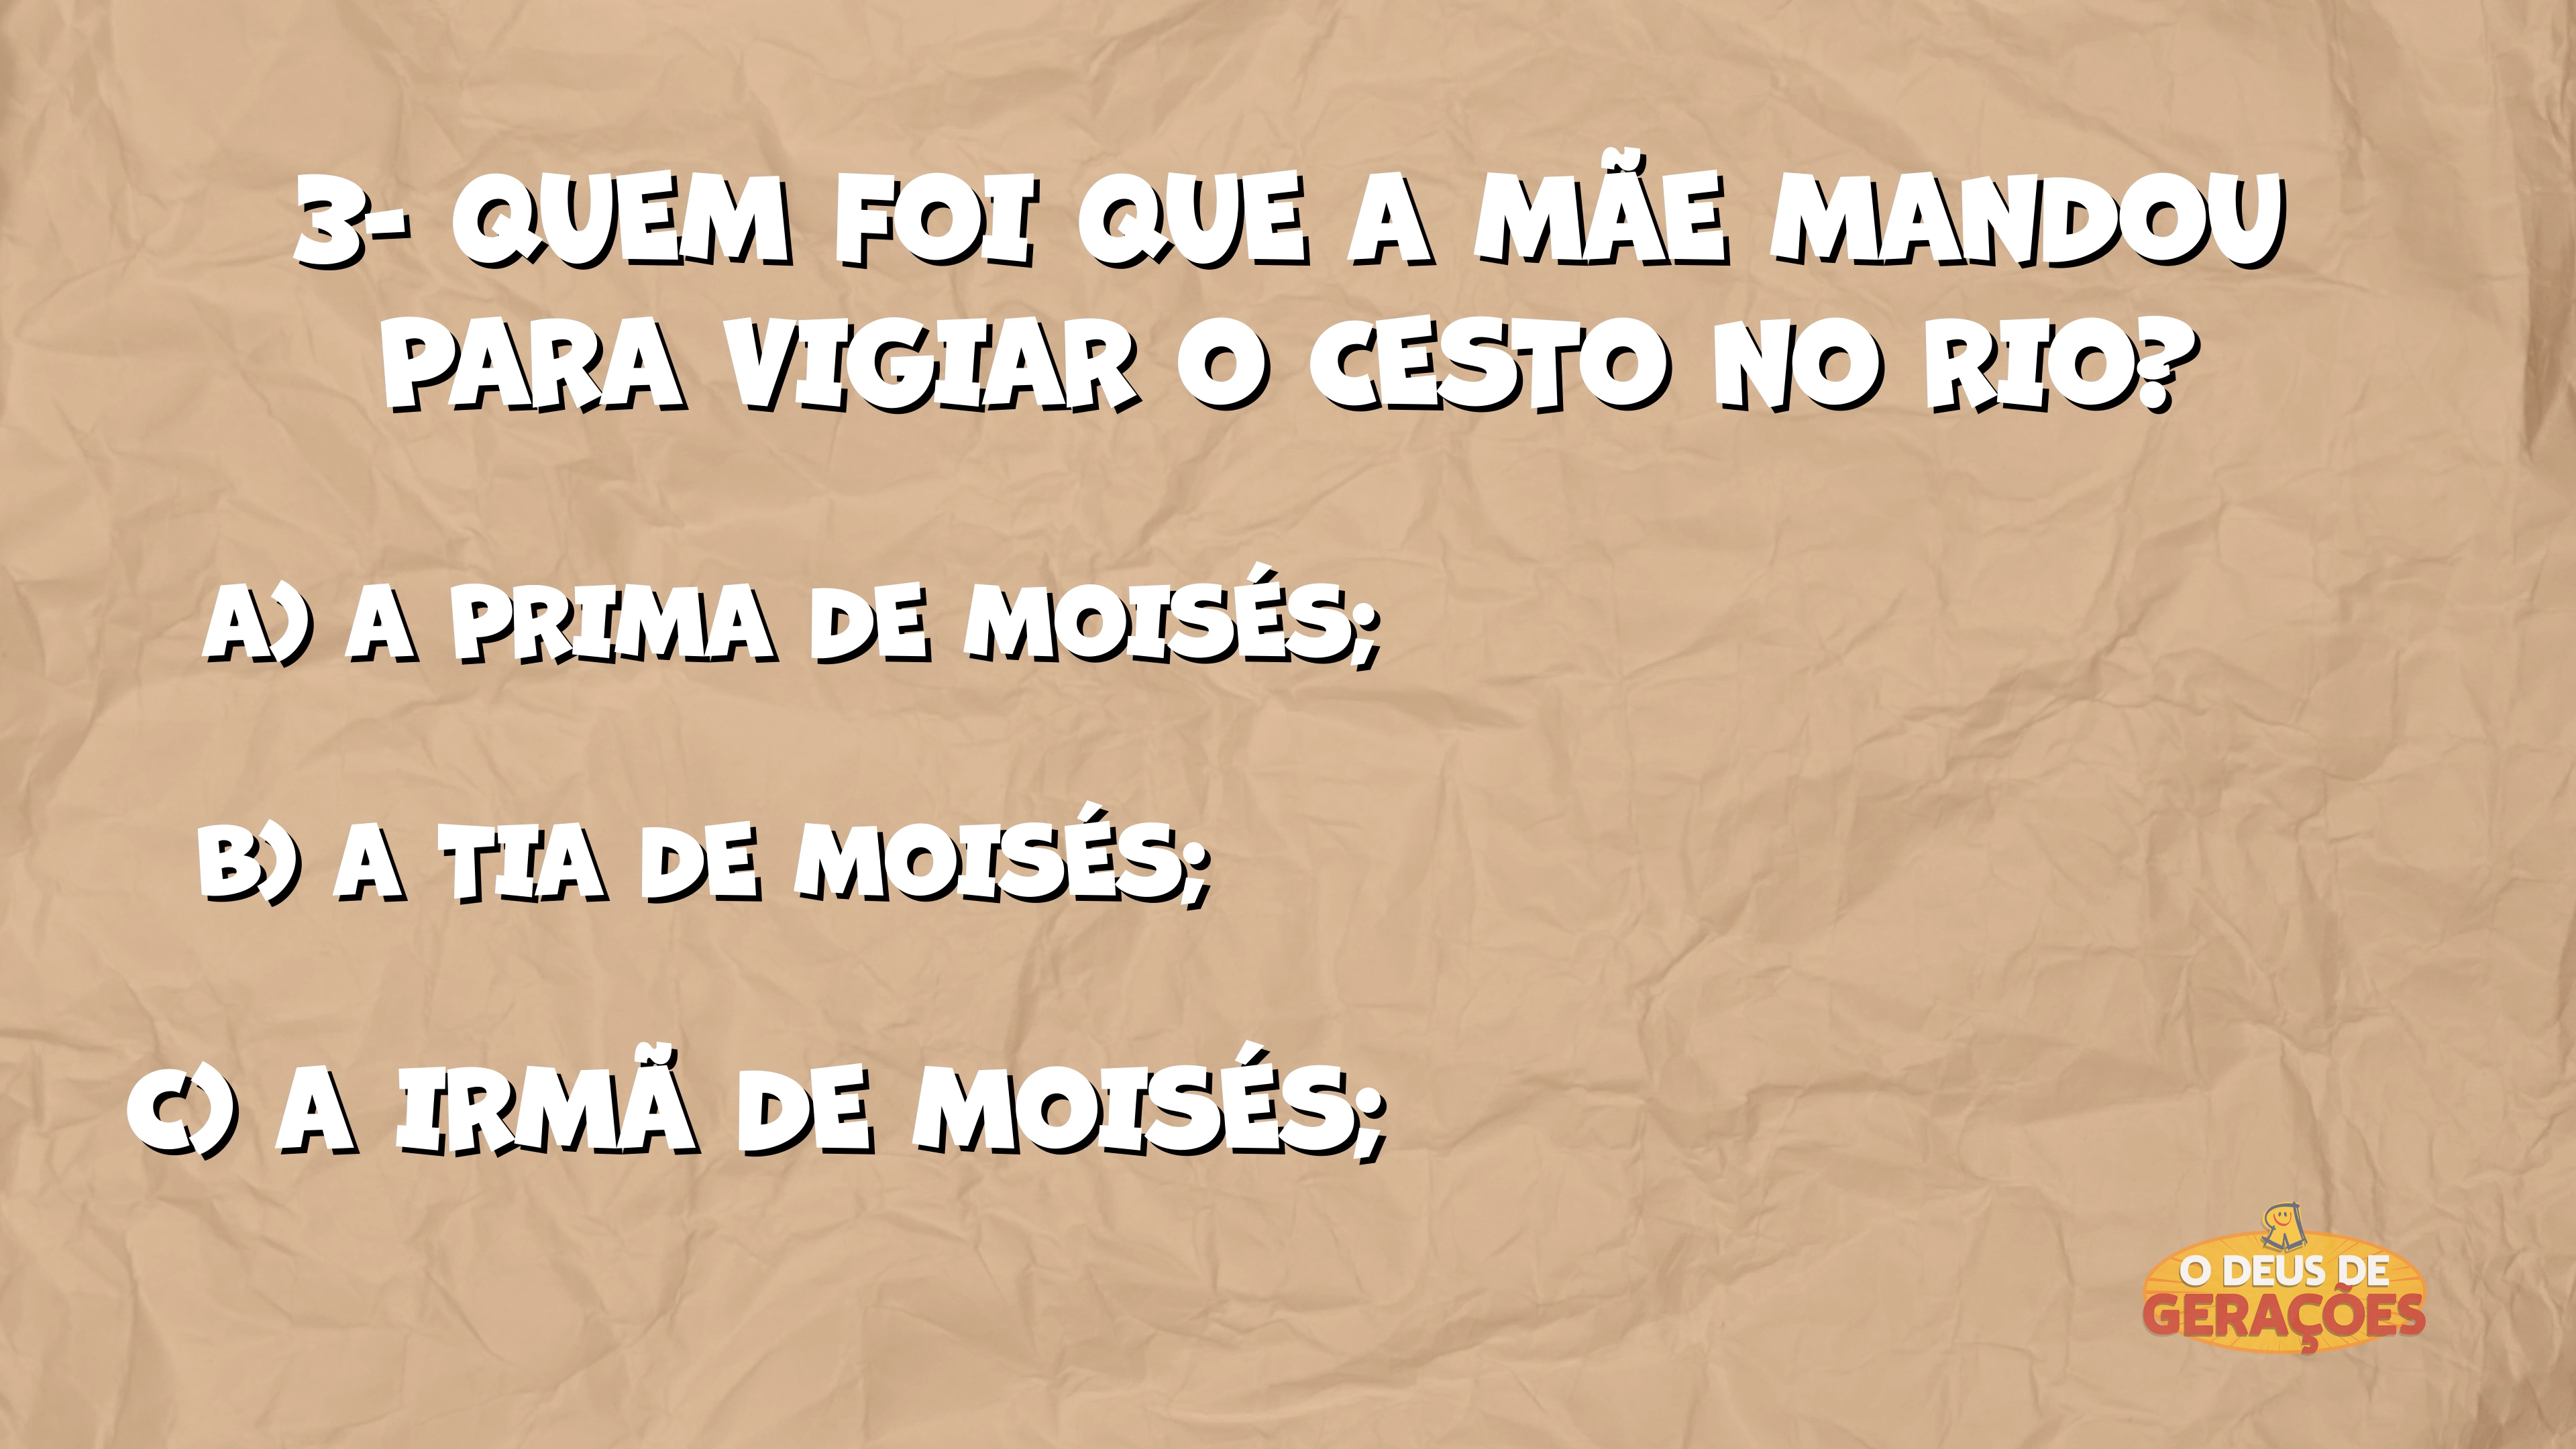 3- QUEM FOI QUE A MÃE MANDOU
PARA VIGIAR O CESTO NO RIO?
A) A PRIMA DE MOISÉS;
B) A TIA DE MOISÉS;
C) A IRMÃ DE MOISÉS;
O DEUS DE
GERAÇÕES